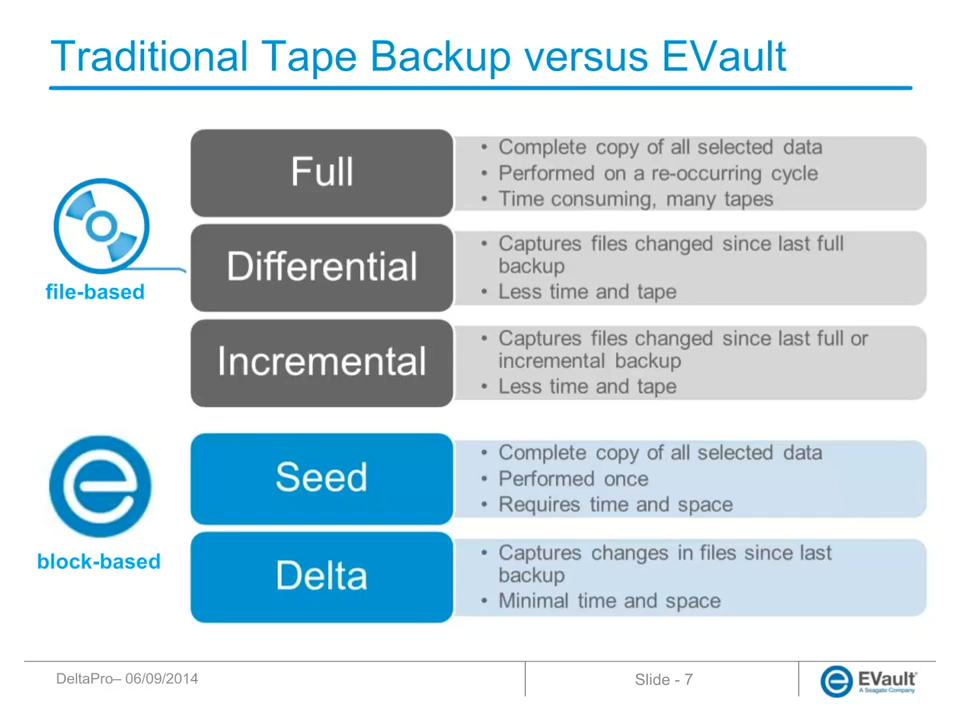 Traditional Tape Backup versus EVault
Full
• Complete copy of all selected data
• Performed on a re-occurring cycle
• Time consuming, many tapes
file-based
Differential
• Captures files changed since last full
backup
• Less time and tape
Incremental
• Captures files changed since last full or
incremental backup
• Less time and tape
Seed
• Complete copy of all selected data
• Performed once
• Requires time and space
block-based
Delta
• Captures changes in files since last
backup
• Minimal time and space
DeltaPro– 06/09/2014
Slide - 7
EVault
A Seagate Company